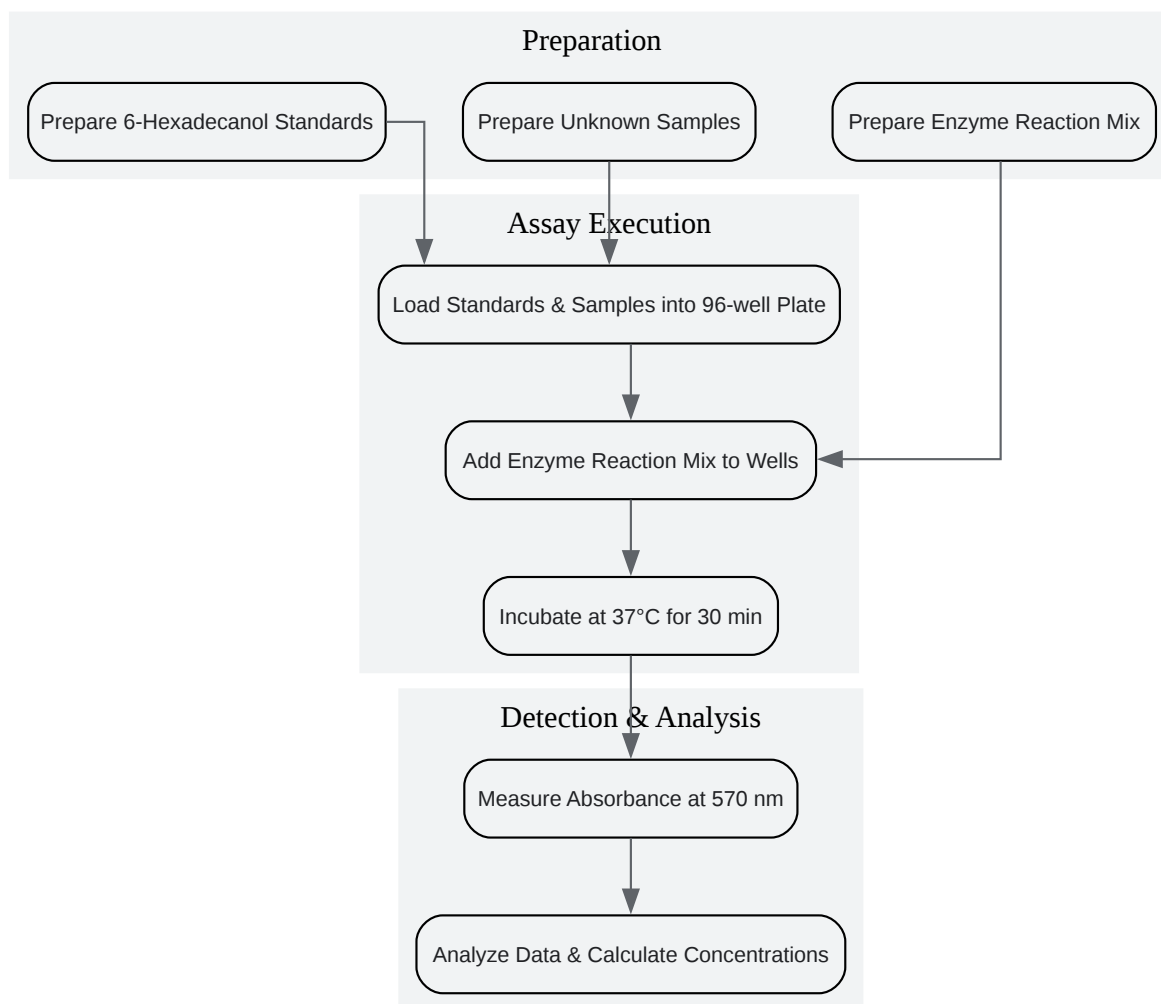 Preparation
Prepare 6-Hexadecanol Standards
Prepare Unknown Samples
Prepare Enzyme Reaction Mix
Assay Execution
Load Standards & Samples into 96-well Plate
Add Enzyme Reaction Mix to Wells
Incubate at 37°C for 30 min
Detection & Analysis
Measure Absorbance at 570 nm
Analyze Data & Calculate Concentrations